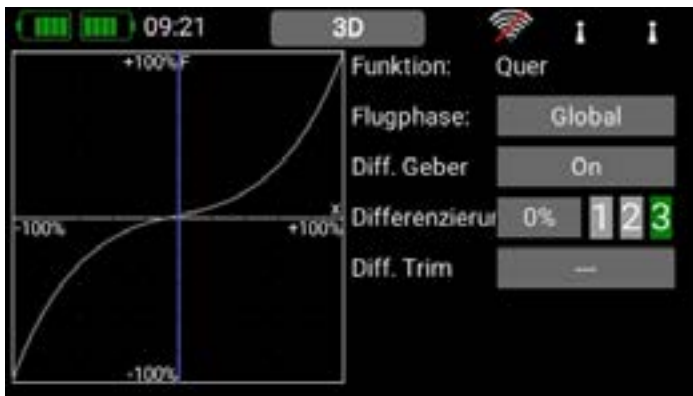 09:21
3D
+100%F
Funktion: Quer
Flugphase: Global
Diff. Geber On
x
-100%
+100%
Differenzierur 0% 1 2 3
Diff. Trim ---
-100%